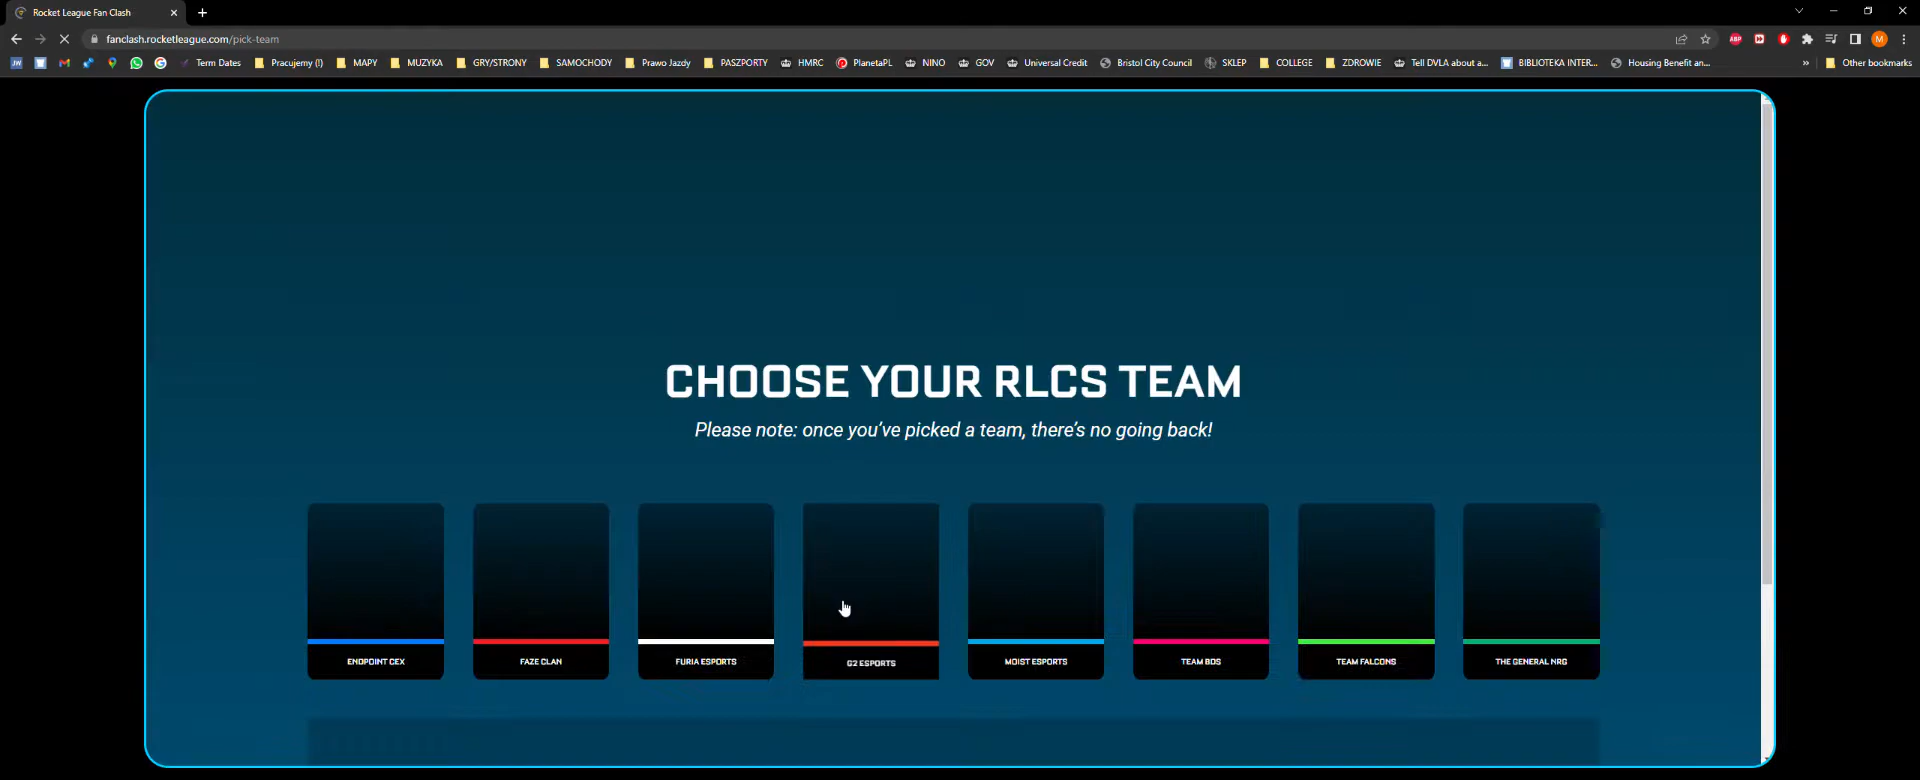 Rocket League Fan Clash
fanclash.rocketleague.com/pick-team
ABP
M
JW
Term Dates
Pracujemy (!)
MAPY
MUZYKA
GRY/STRONY
SAMOCHODY
Prawo Jazdy
PASZPORTY
HMRC
PlanetaPL
NINO
GOV
Universal Credit
Bristol City Council
SKLEP
COLLEGE
ZDROWIE
Tell DVLA about a...
BIBLIOTEKA INTER...
Housing Benefit an...
»
Other bookmarks
CHOOSE YOUR RLCS TEAM
Please note: once you've picked a team, there's no going back!
ENDPOINT CEX
FAZE CLAN
FURIA ESPORTS
G2 ESPORTS
MOIST ESPORTS
TEAM BDS
TEAM FALCONS
THE GENERAL NRG